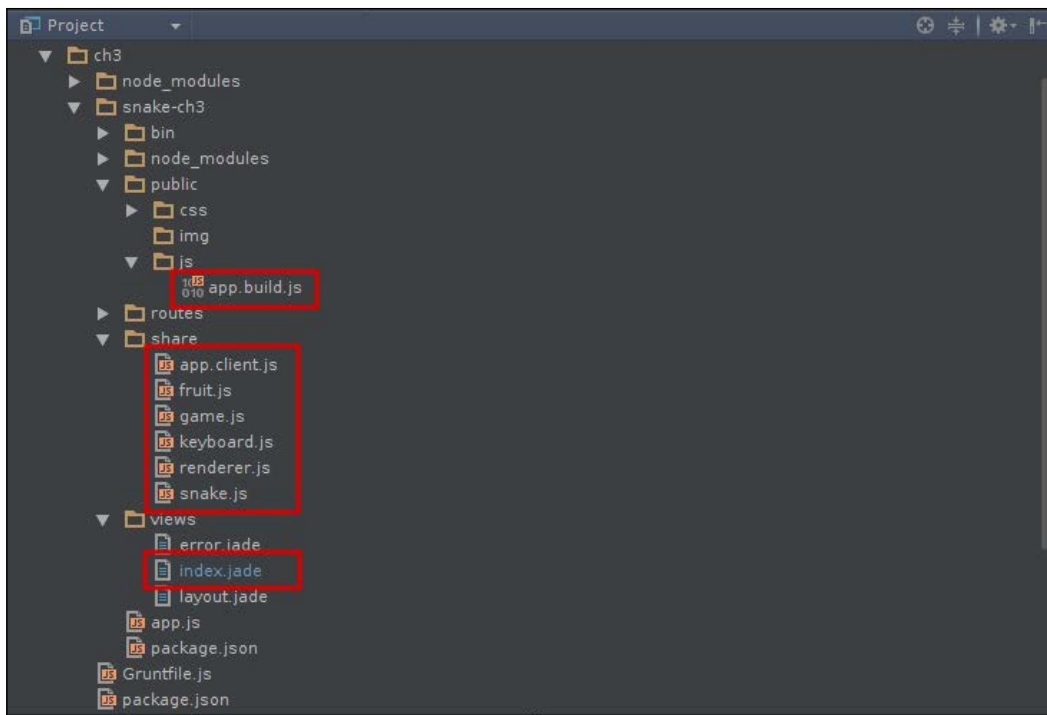 Project
ch3
node_modules
snake-ch3
bin
node_modules
public
css
img
js
app.build.js
routes
share
app.client.js
fruit.js
game.js
keyboard.js
renderer.js
snake.js
views
error.jade
index.jade
layout.jade
app.js
package.json
Gruntfile.js
package.json